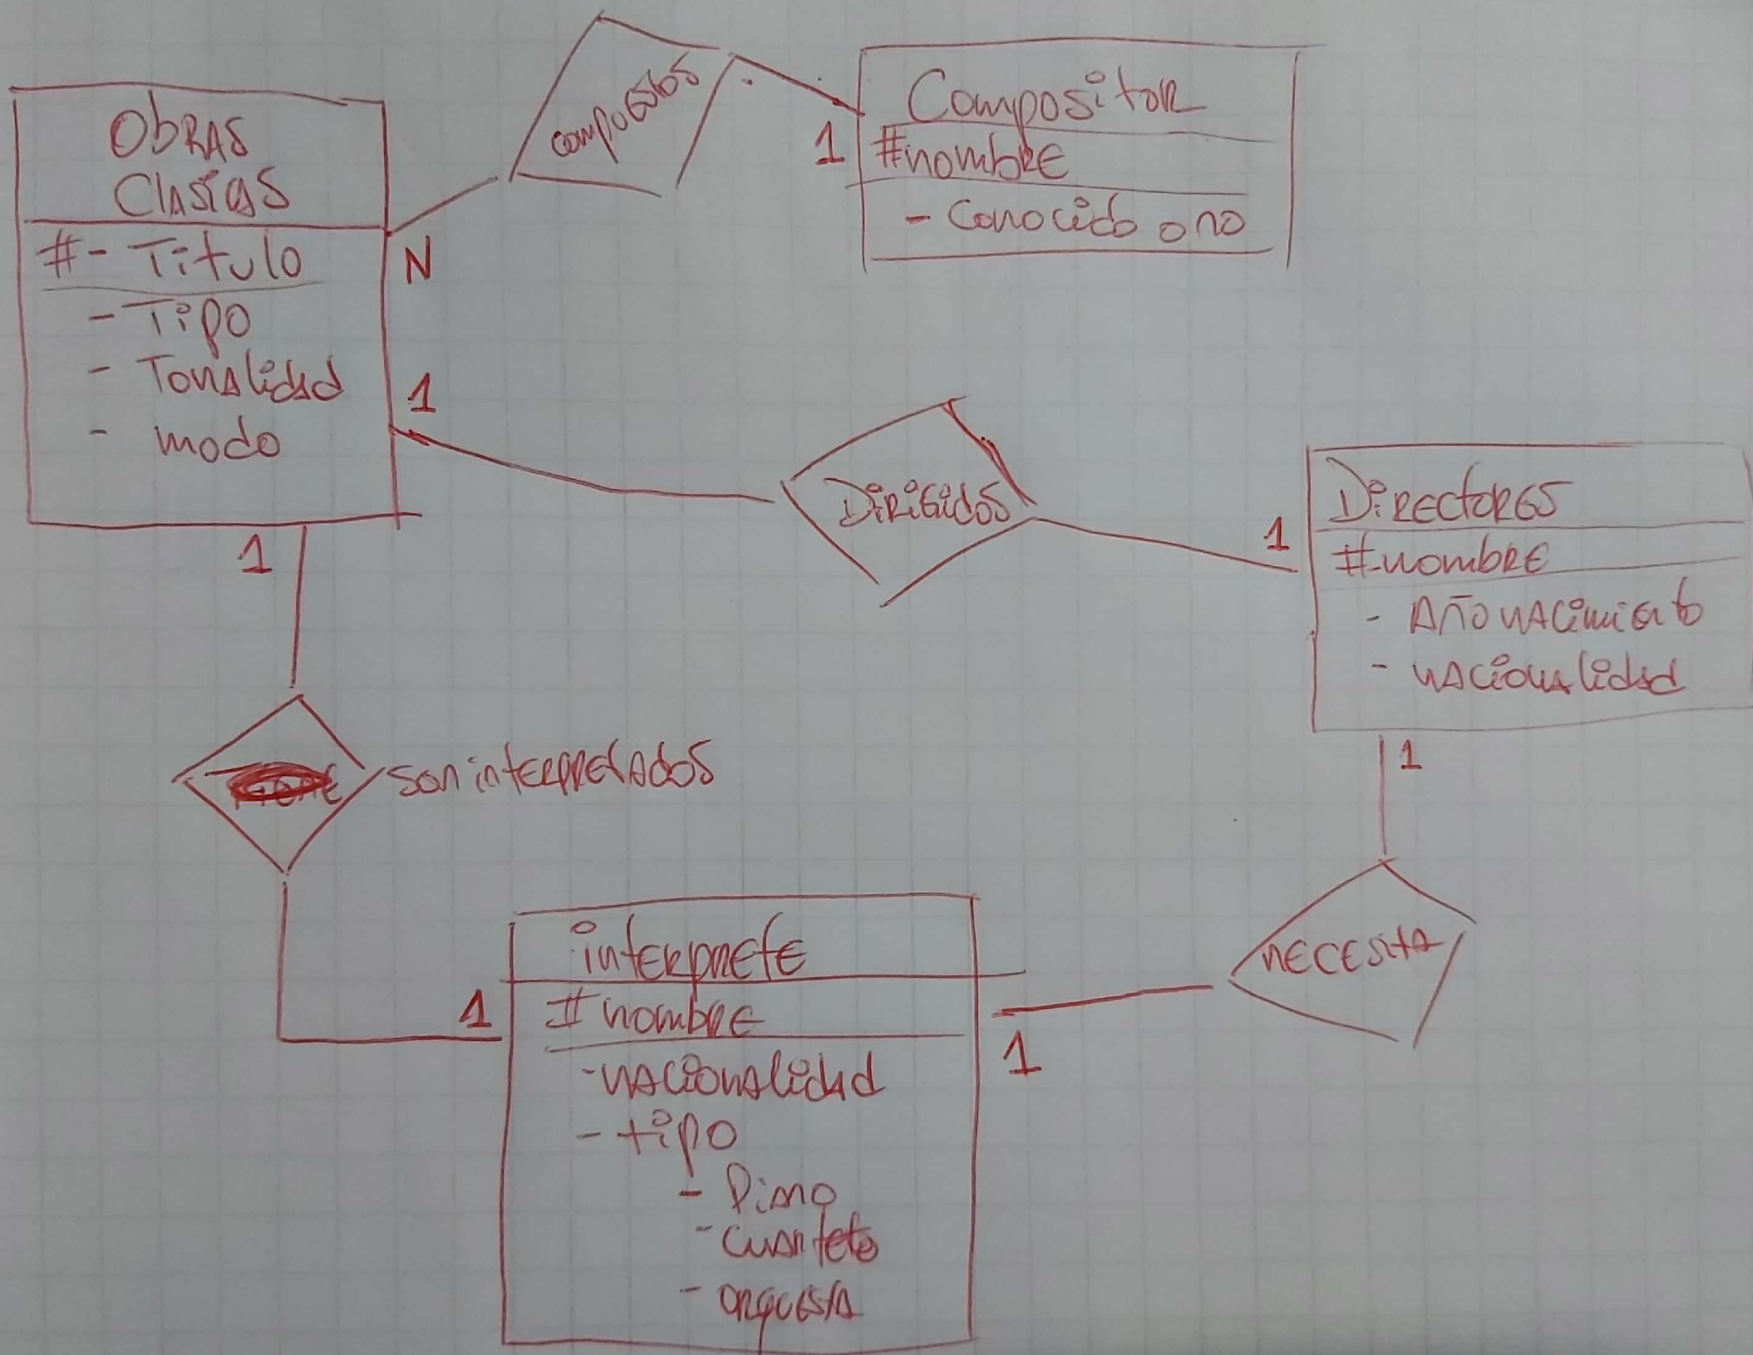 Compuestos
Compositor
#nombre
- Conocido o no
1
Obras
Clasicas
#- Titulo
- Tipo
- Tonalidad
- modo
N
1
Dirigidos
1
Directores
#-nombre
- Año nacimiento
- nacionalidad
1
1
son interpretados
necesita
interprete
# nombre
- nacionalidad
- tipo
- Piano
- cuarteto
- orquesta
1
1